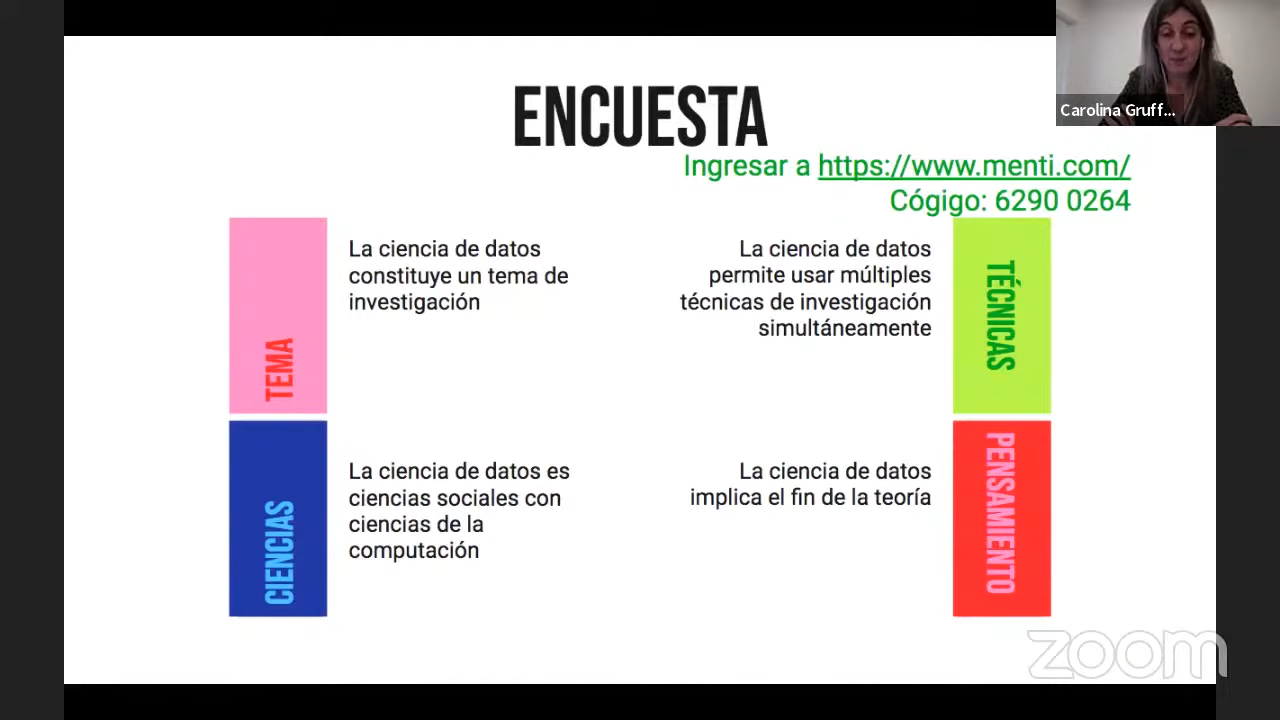 ENCUESTA
Carolina Gruff...
Ingresar a https://www.menti.com/
Cógigo: 6290 0264
TEMA
La ciencia de datos
constituye un tema de
investigación
La ciencia de datos
permite usar múltiples
técnicas de investigación
simultáneamente
TÉCNICAS
CIENCIAS
La ciencia de datos es
ciencias sociales con
ciencias de la
computación
La ciencia de datos
implica el fin de la teoría
PENSAMIENTO
zoom